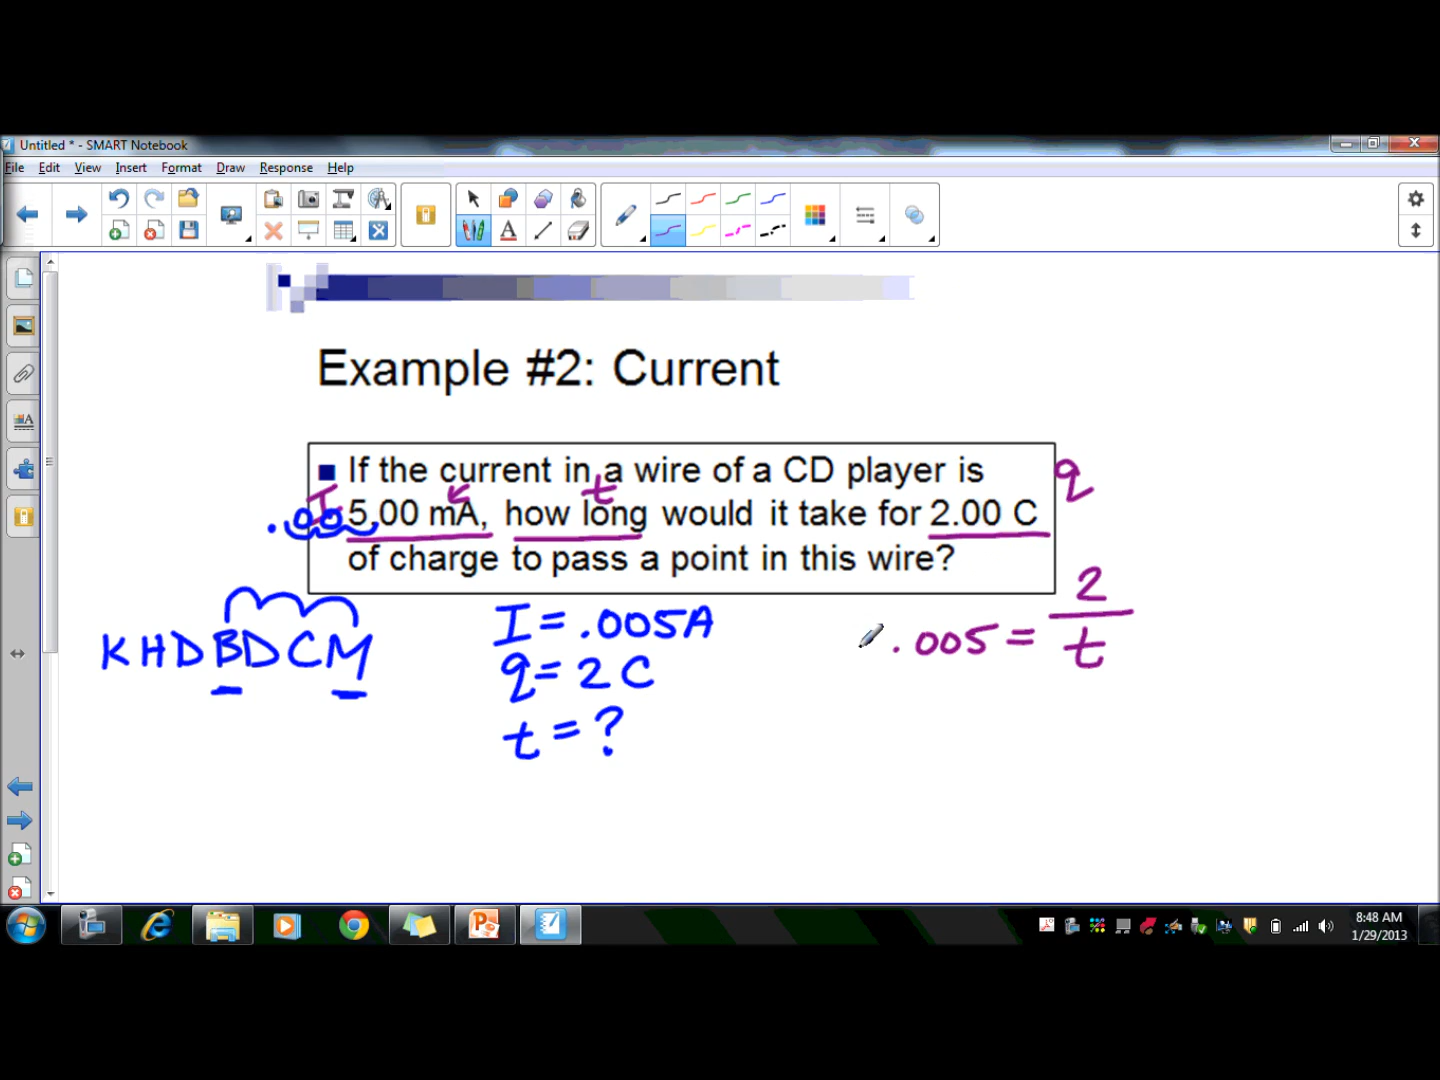 Untitled * - SMART Notebook
File Edit View Insert Format Draw Response Help
Example #2: Current
If the current in a wire of a CD player is
5.00 mA, how long would it take for 2.00 C
of charge to pass a point in this wire?
I
t
q
.00
KHDBDCM
I = .005A
q = 2 C
t = ?
.005 = 2
t
8:48 AM
1/29/2013